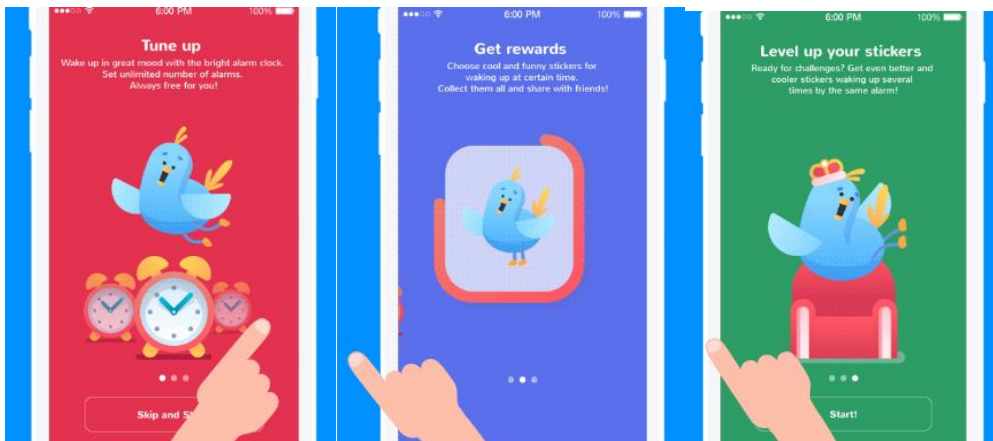 6:00 PM
100%
Tune up
Wake up in great mood with the bright alarm clock.
Set unlimited number of alarms.
Always free for you!
Skip and
6:00 PM
100%
Get rewards
Choose cool and funny stickers for
waking up at certain time.
Collect them all and share with friends!
6:00 PM
100%
Level up your stickers
Ready for challenges? Get even better and
cooler stickers waking up several
times by the same alarm!
Start!